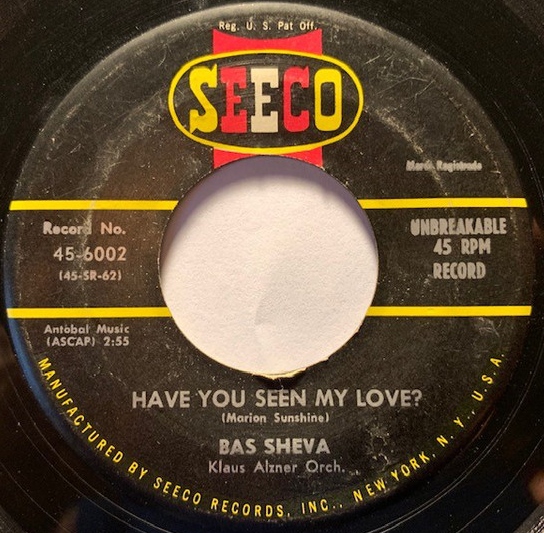 Reg. U. S. Pat Off.
SEECO
Marca Registrada
Record No.
45-6002
(45-SR-62)
UNBREAKABLE
45 RPM
RECORD
Antobal Music
(ASCAP) 2:55
HAVE YOU SEEN MY LOVE?
(Marion Sunshine)
BAS SHEVA
Klaus Alzner Orch.
MANUFACTURED BY SEECO RECORDS, INC., NEW YORK, N. Y., U.S.A.